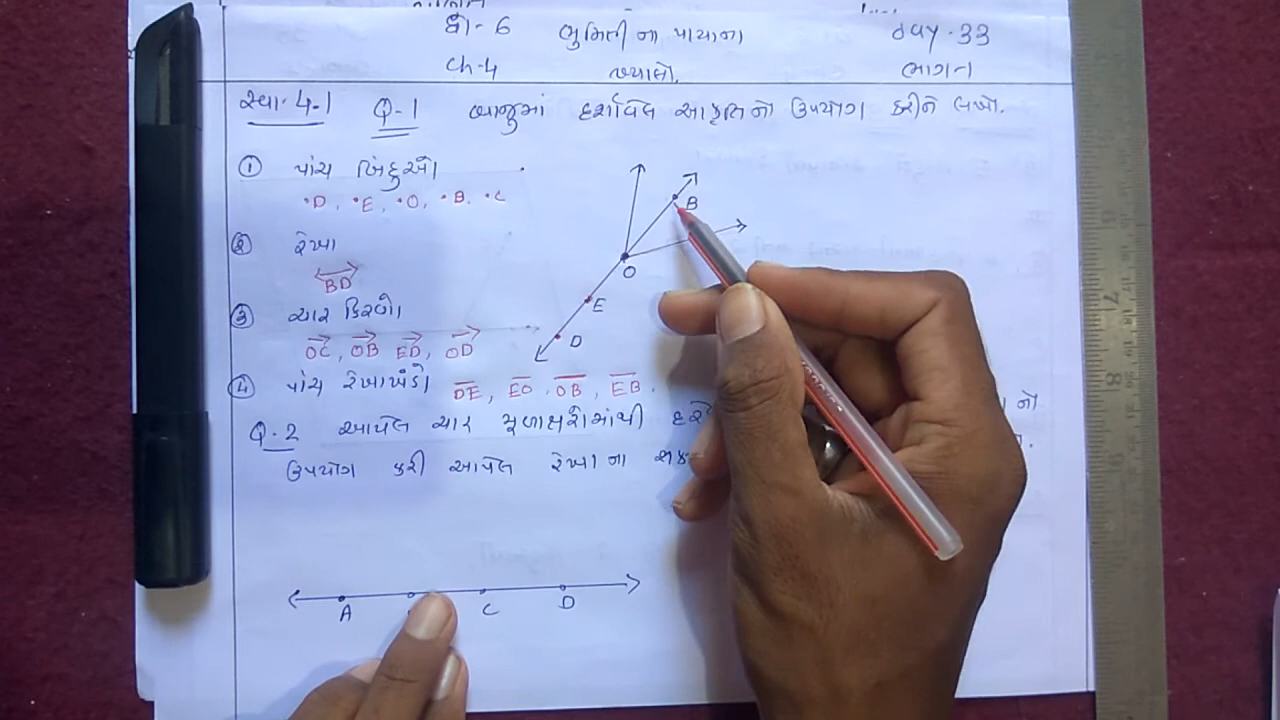 ધો- 6 ભુમિતી ના પાયાના day-33
Ch-4 ખ્યાલો. ભાગ-1
સ્વા. 4.1 Q-1 બાજુમાં દર્શાવેલ આકૃતિનો ઉપયોગ કરીને લખો.
① પાંચ બિંદુઓ
•D, •E, •O, •B, •C
② રેખા
BD
③ ચાર કિરણો
OC, OB ED, OD
④ પાંચ રેખાખંડો DE, EO, OB, EB.
Q-2 આપેલ ચાર મૂળાક્ષરોમાંથી નો
ઉપયોગ કરી આપેલ રેખા ના
B
O
E
D
A C D